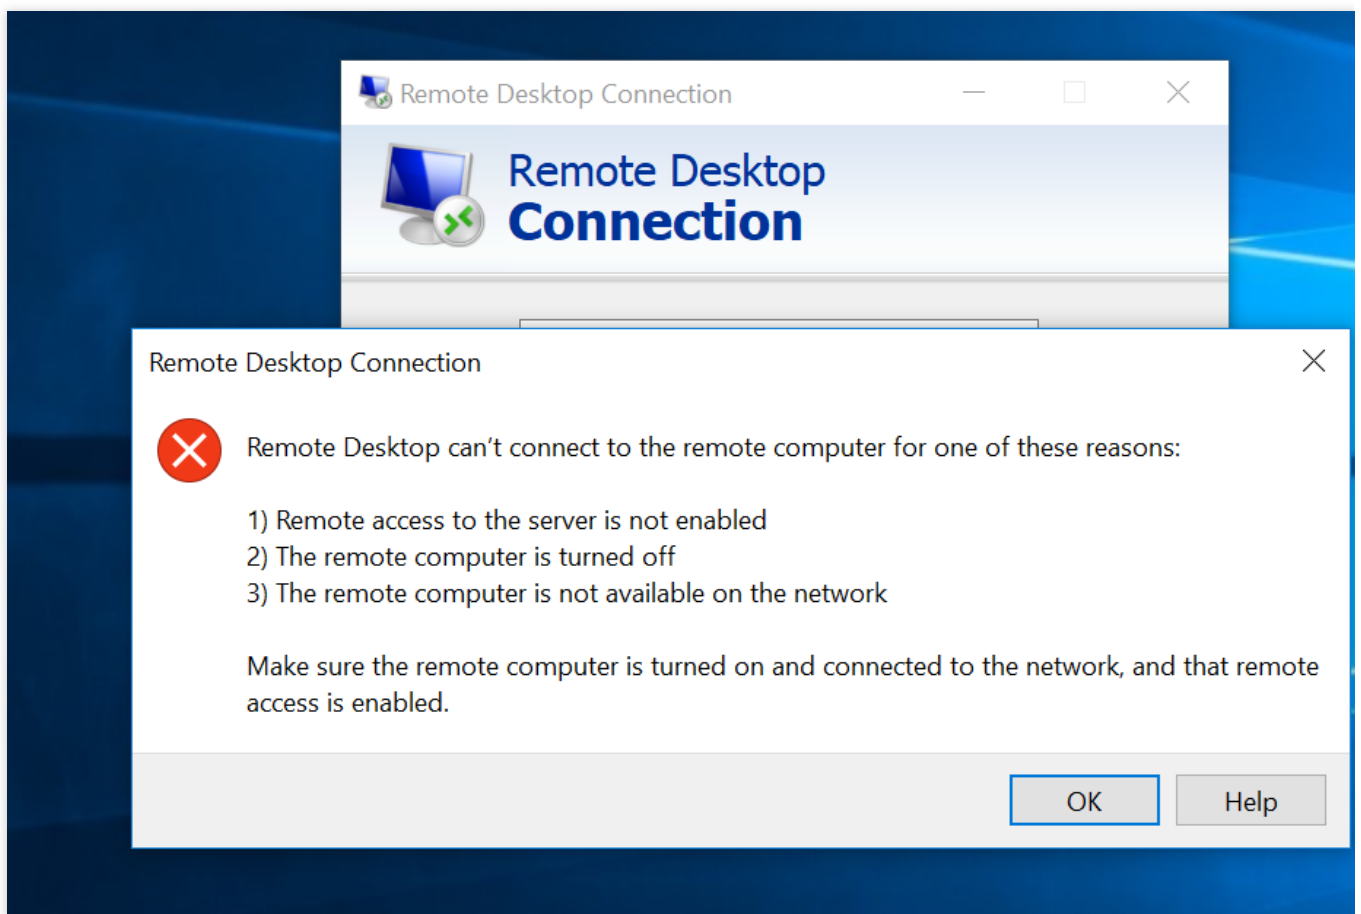 Remote Desktop Connection
Remote Desktop
Connection
Remote Desktop Connection
Remote Desktop can't connect to the remote computer for one of these reasons:
1) Remote access to the server is not enabled
2) The remote computer is turned off
3) The remote computer is not available on the network
Make sure the remote computer is turned on and connected to the network, and that remote
access is enabled.
OK
Help